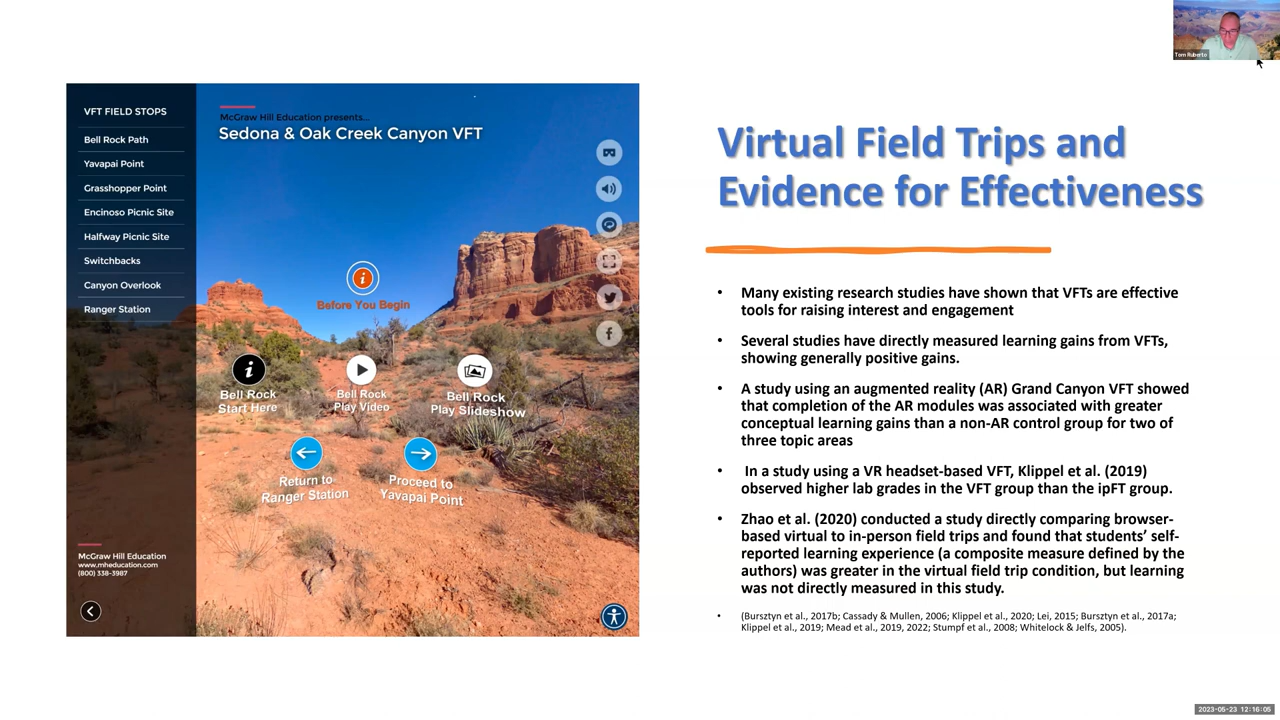 Tom Ruberto
VFT FIELD STOPS
Bell Rock Path
Yavapai Point
Grasshopper Point
Encinoso Picnic Site
Halfway Picnic Site
Switchbacks
Canyon Overlook
Ranger Station
McGraw Hill Education
www.mheducation.com
(800) 338-3987
McGraw Hill Education presents...
Sedona & Oak Creek Canyon VFT
Before You Begin
Bell Rock
Start Here
Bell Rock
Play Video
Bell Rock
Play Slideshow
Return to
Ranger Station
Proceed to
Yavapai Point
Virtual Field Trips and
Evidence for Effectiveness
• Many existing research studies have shown that VFTs are effective
tools for raising interest and engagement
• Several studies have directly measured learning gains from VFTs,
showing generally positive gains.
• A study using an augmented reality (AR) Grand Canyon VFT showed
that completion of the AR modules was associated with greater
conceptual learning gains than a non-AR control group for two of
three topic areas
• In a study using a VR headset-based VFT, Klippel et al. (2019)
observed higher lab grades in the VFT group than the ipFT group.
• Zhao et al. (2020) conducted a study directly comparing browser-
based virtual to in-person field trips and found that students' self-
reported learning experience (a composite measure defined by the
authors) was greater in the virtual field trip condition, but learning
was not directly measured in this study.
• (Bursztyn et al., 2017b; Cassady & Mullen, 2006; Klippel et al., 2020; Lei, 2015; Bursztyn et al., 2017a;
Klippel et al., 2019; Mead et al., 2019, 2022; Stumpf et al., 2008; Whitelock & Jelfs, 2005).
2023-05-23 12:16:05